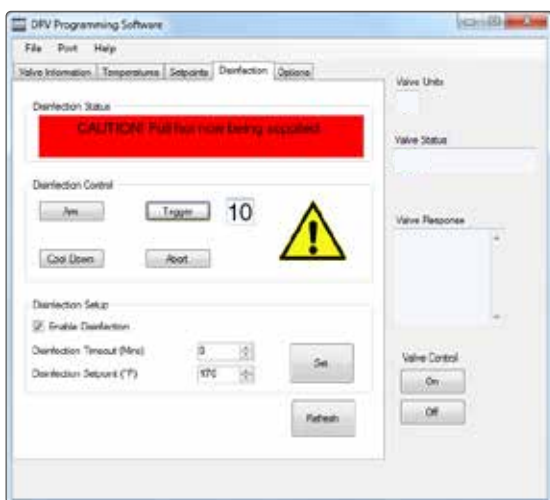 DRV Programming Software
File Port Help
Valve Information Temperatures Setpoints Disinfection Options
Disinfection Status
CAUTION! Full hot now being supplied.
Disinfection Control
Arm Trigger 10
Cool Down Abort
Disinfection Setup
Enable Disinfection
Disinfection Timeout (Mins)
Disinfection Setpoint (°F) 170
Set
Refresh
Valve Units
Valve Status
Valve Response
Valve Control
On
Off